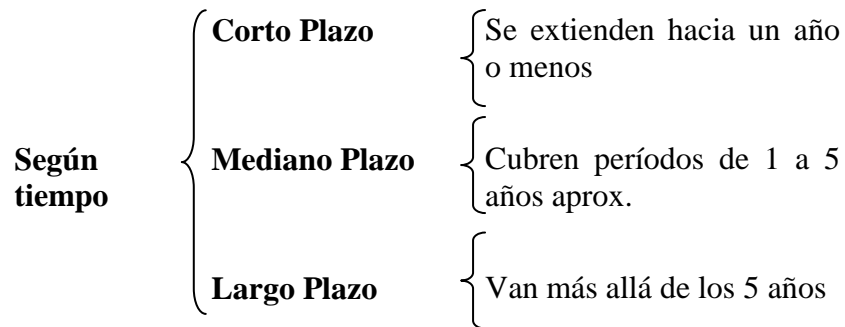 Según
tiempo
Corto Plazo
Se extienden hacia un año
o menos
Mediano Plazo
Cubren períodos de 1 a 5
años aprox.
Largo Plazo
Van más allá de los 5 años